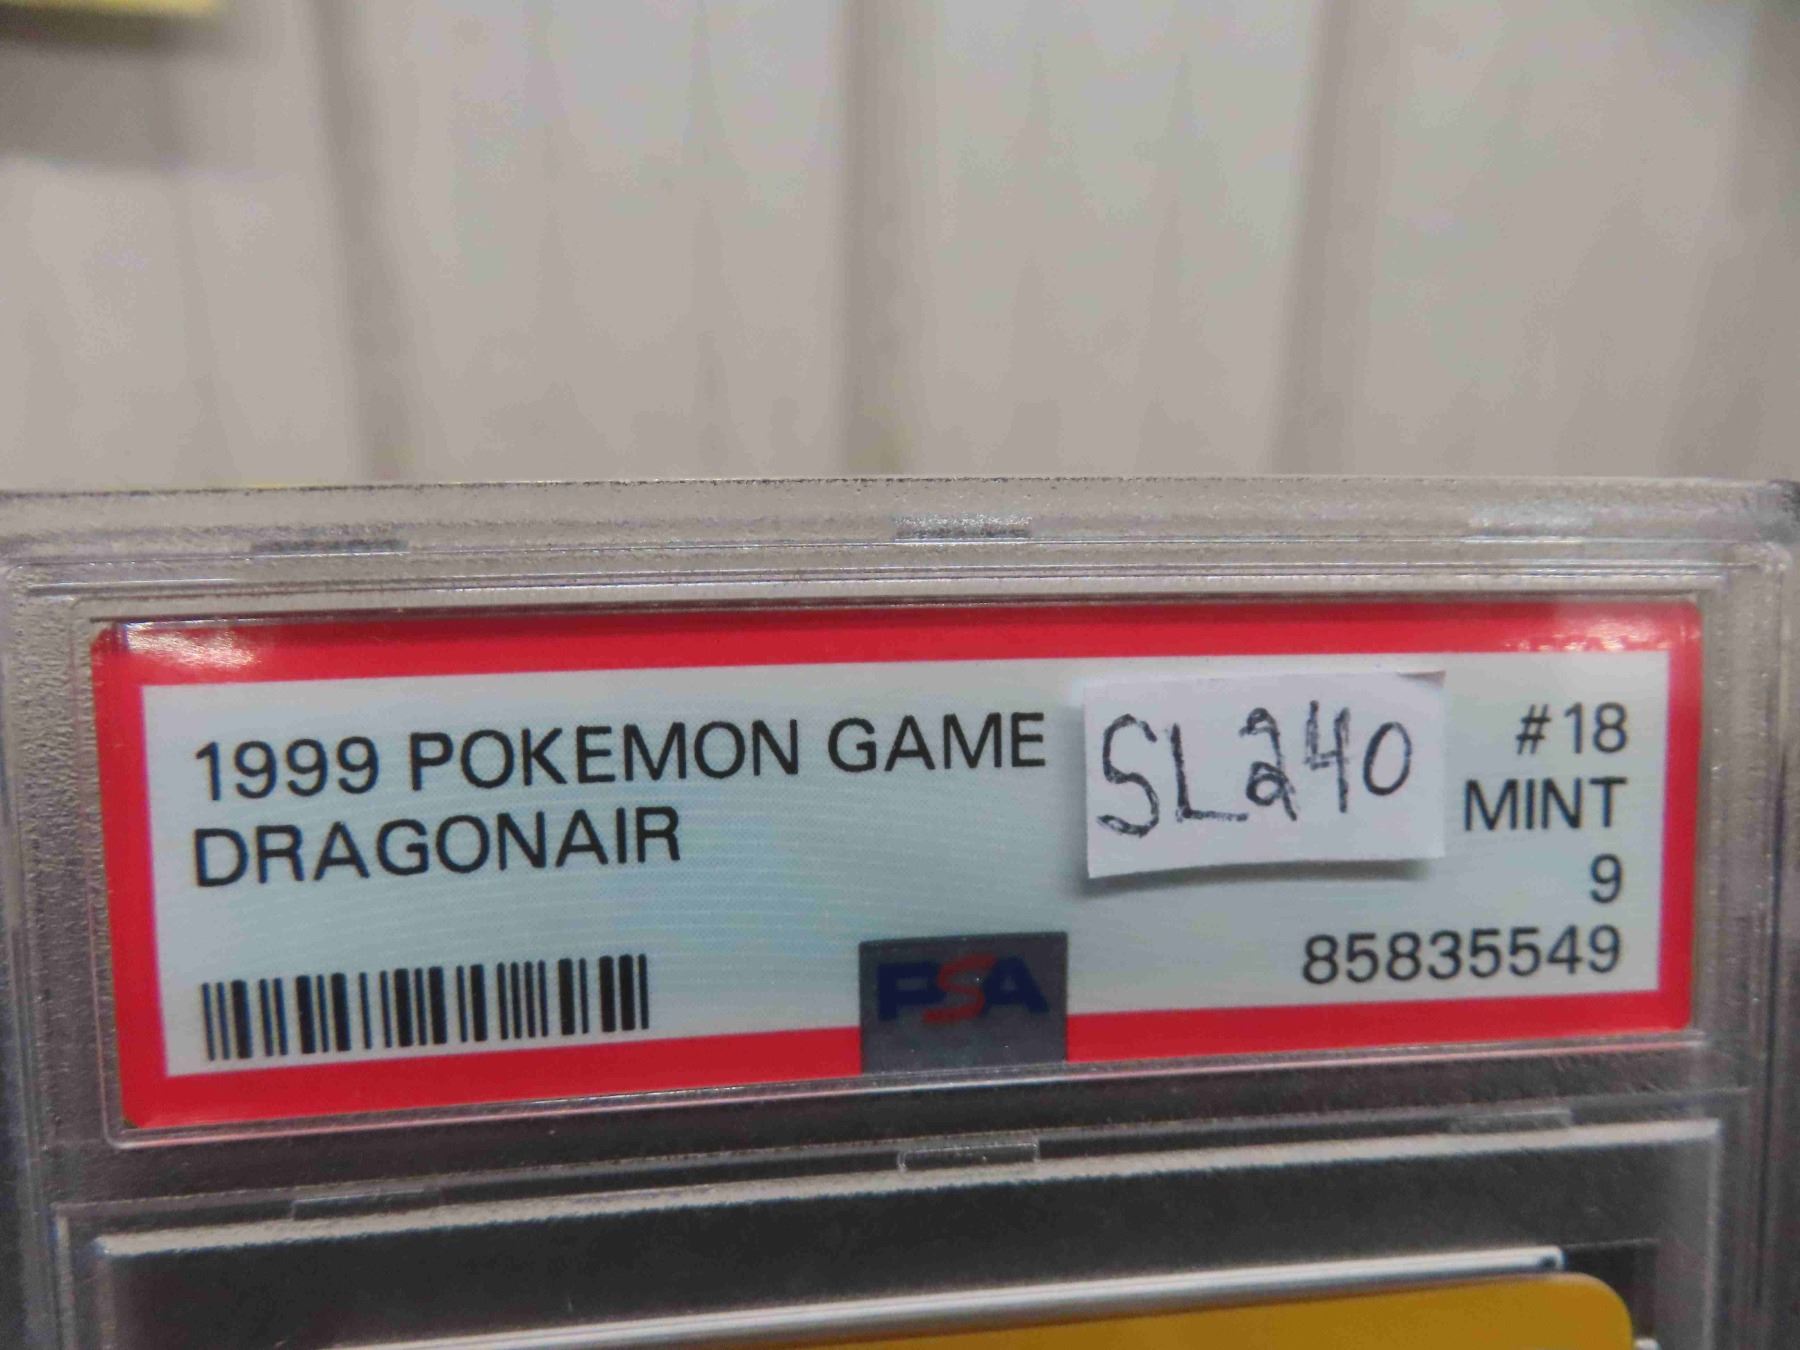 1999 POKEMON GAME
DRAGONAIR
SL240
#18
MINT
9
85835549
PSA